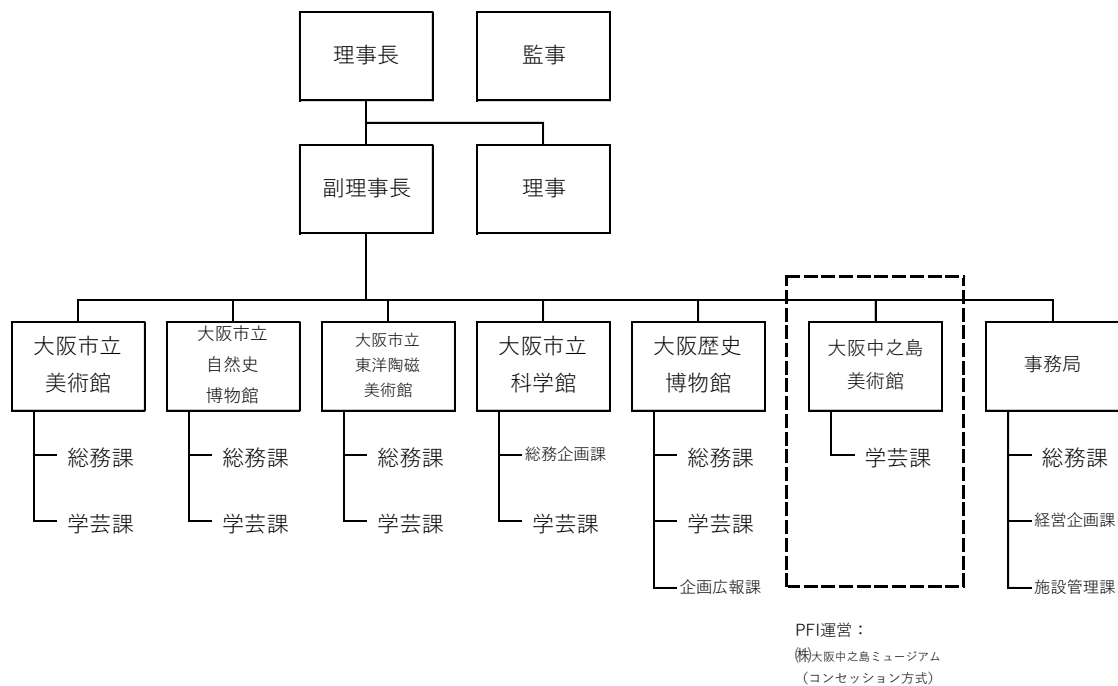 理事長
監事
副理事長
理事
大阪市立
美術館
大阪市立
自然史
博物館
大阪市立
東洋陶磁
美術館
大阪市立
科学館
大阪歴史
博物館
大阪中之島
美術館
事務局
総務課
総務課
総務課
総務企画課
総務課
学芸課
総務課
学芸課
学芸課
学芸課
学芸課
学芸課
経営企画課
企画広報課
施設管理課
PFI運営：
㈱大阪中之島ミュージアム
（コンセッション方式）